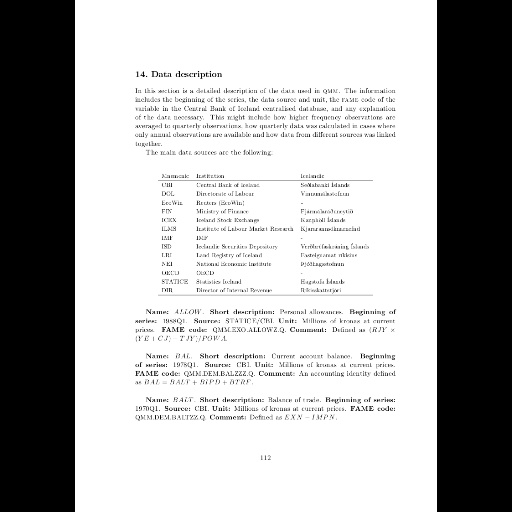 14. Data description
In this section is a detailed description of the data used in QMM. The information
includes the beginning of the series, the data source and unit, the FAME code of the
variable in the Central Bank of Iceland centralised database, and any explanation
of the data necessary. This might include how higher frequency observations are
averaged to quarterly observations, how quarterly data was calculated in cases where
only annual observations are available and how data from different sources was linked
together.
The main data sources are the following.
Mnemonic Institution Icelandic
CBI Central Bank of Iceland Seðlabanki Íslands
DOL Directorate of Labour Vinnumálastofnun
EcoWin Reuters (EcoWin) -
FIN Ministry of Finance Fjármálaráðuneytið
ICEX Iceland Stock Exchange Kauphöll Íslands
ILMS Institute of Labour Market Research Kjararannsóknarnefnd
IMF IMF -
ISD Icelandic Securities Depository Verðbréfaskráning Íslands
LRI Land Registry of Iceland Fasteignamat ríkisins
NEI National Economic Institute Þjóðhagsstofnun
OECD OECD -
STATICE Statistics Iceland Hagstofa Íslands
DIR Director of Internal Revenue Ríkisskattstjóri
Name: ALLOW. Short description: Personal allowances. Beginning of
series: 1988Q1. Source: STATICE/CBI. Unit: Millions of kronas at current
prices. FAME code: QMM.EXO.ALLOWZ.Q. Comment: Defined as (RJY ×
(YE + CJ) − TJY)/POWA.
Name: BAL. Short description: Current account balance. Beginning
of series: 1978Q1. Source: CBI. Unit: Millions of kronas at current prices.
FAME code: QMM.DEM.BALZZZ.Q. Comment: An accounting identity defined
as BAL = BALT + BIPD + BTRF.
Name: BALT. Short description: Balance of trade. Beginning of series:
1970Q1. Source: CBI. Unit: Millions of kronas at current prices. FAME code:
QMM.DEM.BALTZZ.Q. Comment: Defined as EXN − IMPN.
112